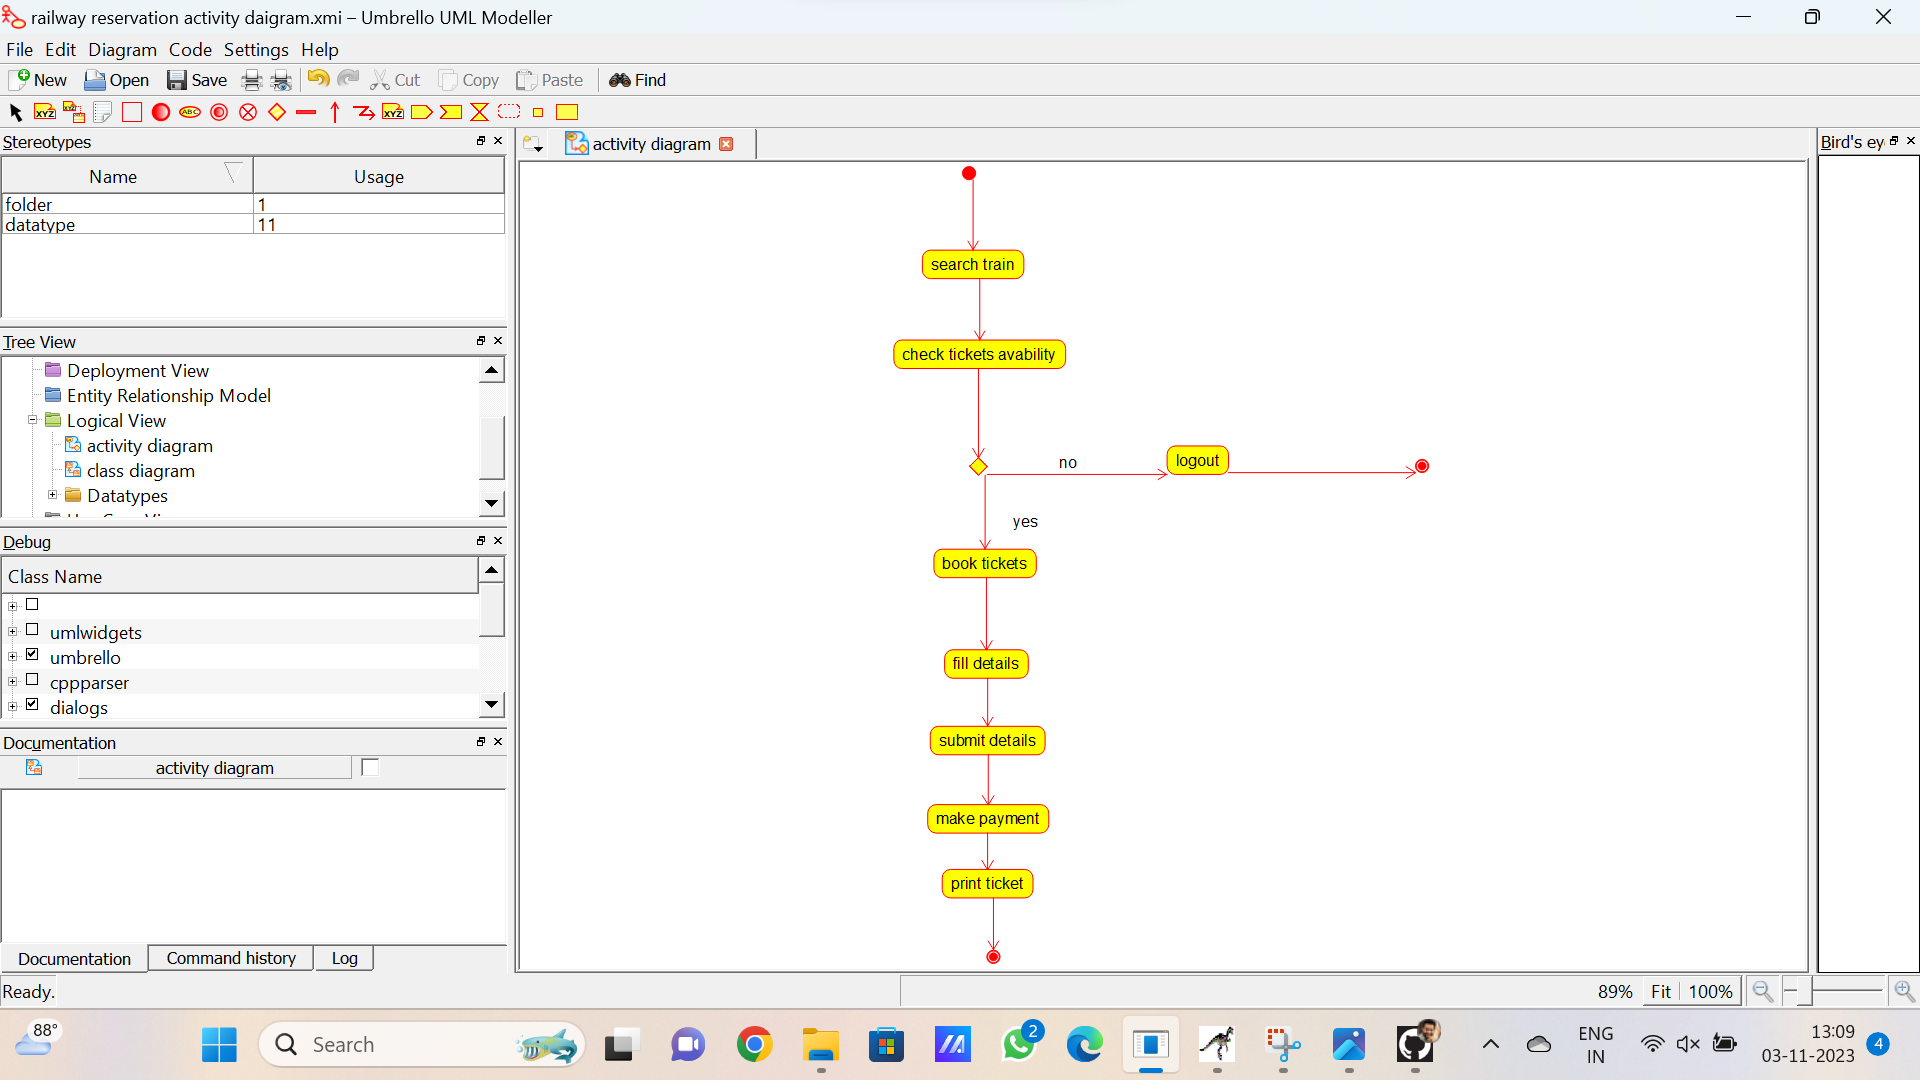 railway reservation activity daigram.xmi – Umbrello UML Modeller
File Edit Diagram Code Settings Help
New Open Save Cut Copy Paste Find
XYZ XYZ ABC XYZ
Stereotypes
Name Usage
folder 1
datatype 11
Tree View
Deployment View
Entity Relationship Model
Logical View
activity diagram
class diagram
Datatypes
Debug
Class Name
umlwidgets
umbrello
cppparser
dialogs
Documentation
activity diagram
Documentation Command history Log
Ready.
activity diagram
search train
check tickets avability
no
logout
yes
book tickets
fill details
submit details
make payment
print ticket
Bird's ey
89% Fit 100%
88°
Search
2
ENG
IN
13:09
03-11-2023
4